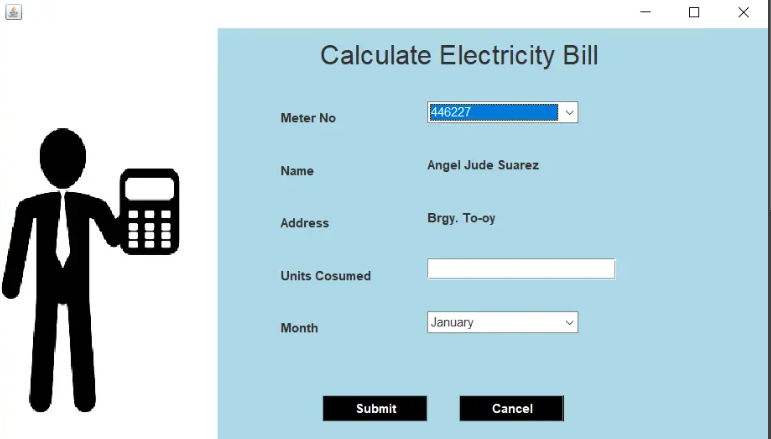 Calculate Electricity Bill
Meter No 446227
Name Angel Jude Suarez
Address Brgy. To-oy
Units Cosumed
Month January
Submit Cancel